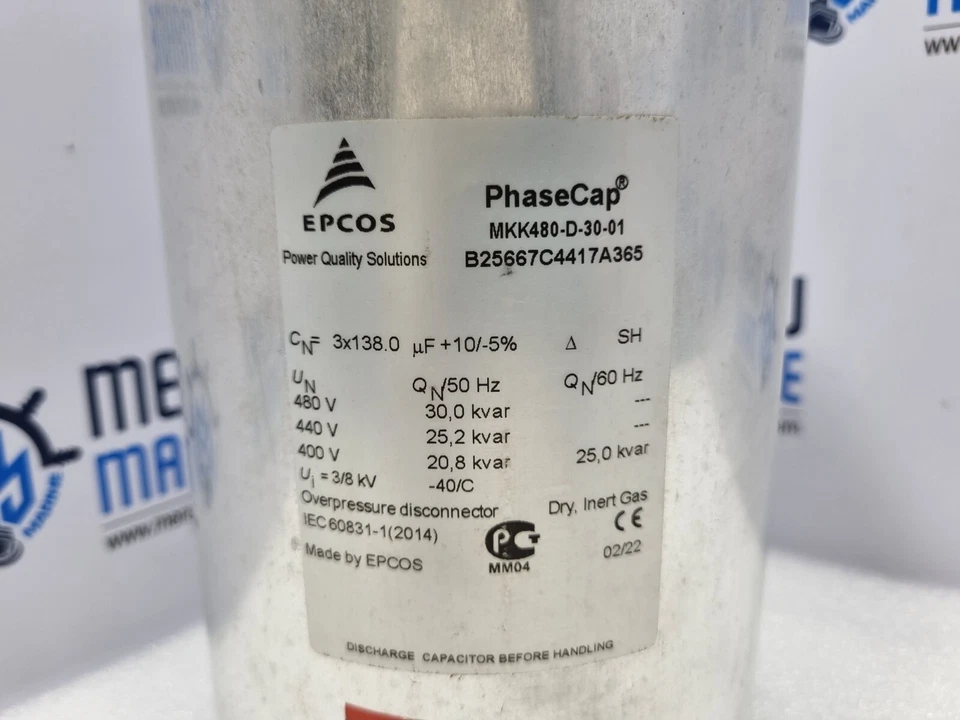 EPCOS
Power Quality Solutions
PhaseCap®
MKK480-D-30-01
B25667C4417A365
CN= 3x138.0 µF +10/-5% Δ SH
UN QN/50 Hz QN/60 Hz
480 V 30,0 kvar ---
440 V 25,2 kvar ---
400 V 20,8 kvar 25,0 kvar
Ui = 3/8 kV -40/C
Overpressure disconnector Dry, Inert Gas
IEC60831-1(2014) CE
Made by EPCOS MM04 02/22
DISCHARGE CAPACITOR BEFORE HANDLING
MARINE